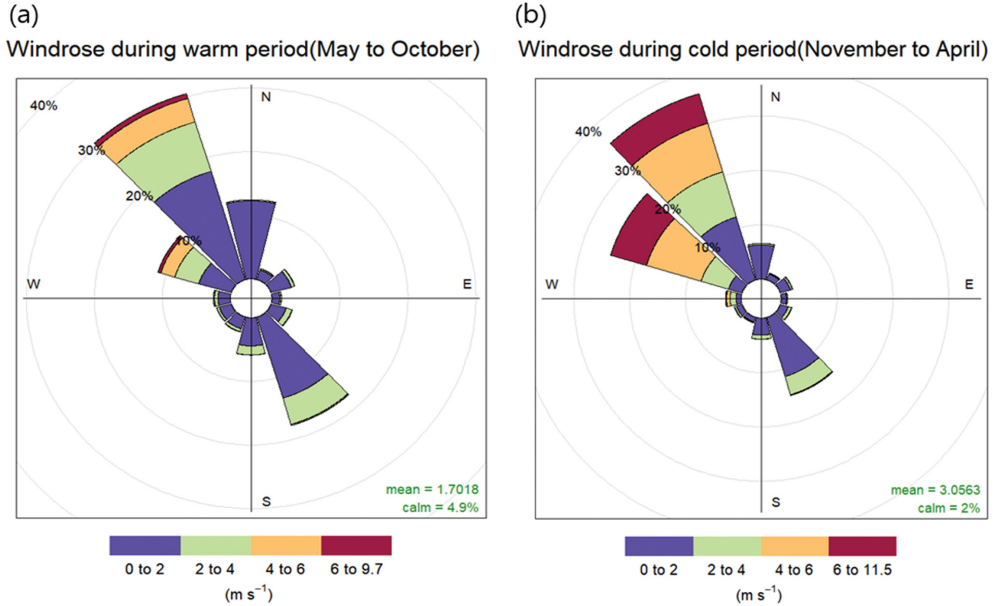 (a)
Windrose during warm period(May to October)
N
40%
30%
20%
10%
W
E
S
mean = 1.7018
calm = 4.9%
0 to 2
2 to 4
4 to 6
6 to 9.7
(m s⁻¹)
(b)
Windrose during cold period(November to April)
N
40%
30%
20%
10%
W
E
S
mean = 3.0563
calm = 2%
0 to 2
2 to 4
4 to 6
6 to 11.5
(m s⁻¹)